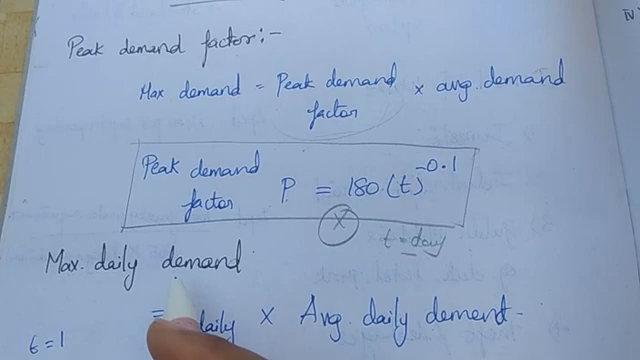 Peak demand factor:-
Max demand = Peak demand factor × avg. demand
Peak demand factor P = 180 (t)^-0.1
X
t = day
Max. daily demand
= daily × Avg. daily demand
t = 1
IV